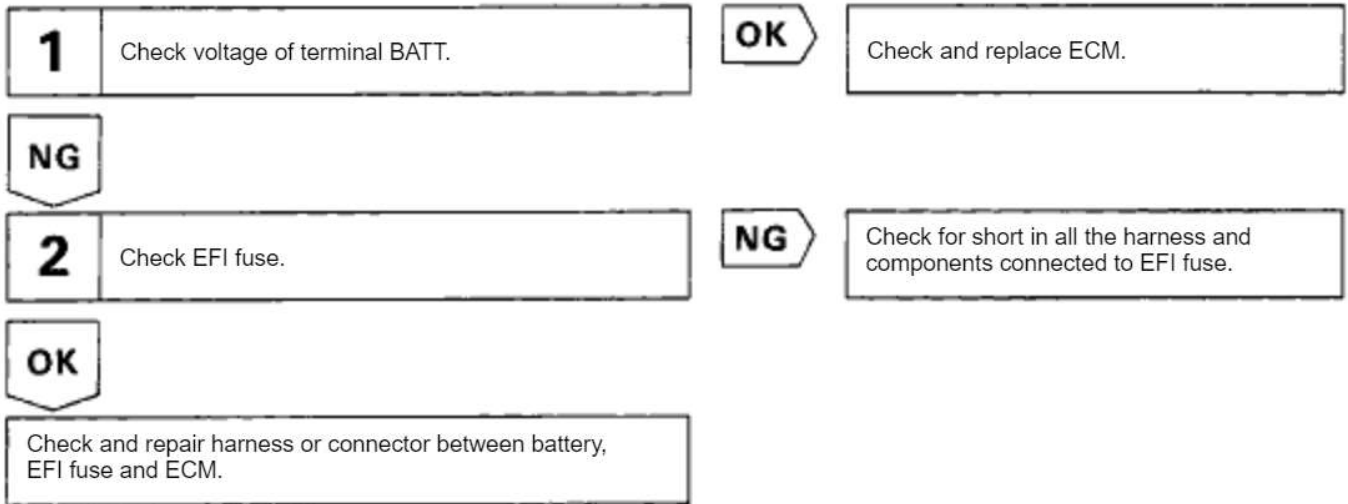 1
Check voltage of terminal BATT.
OK
Check and replace ECM.
NG
2
Check EFI fuse.
NG
Check for short in all the harness and
components connected to EFI fuse.
OK
Check and repair harness or connector between battery,
EFI fuse and ECM.